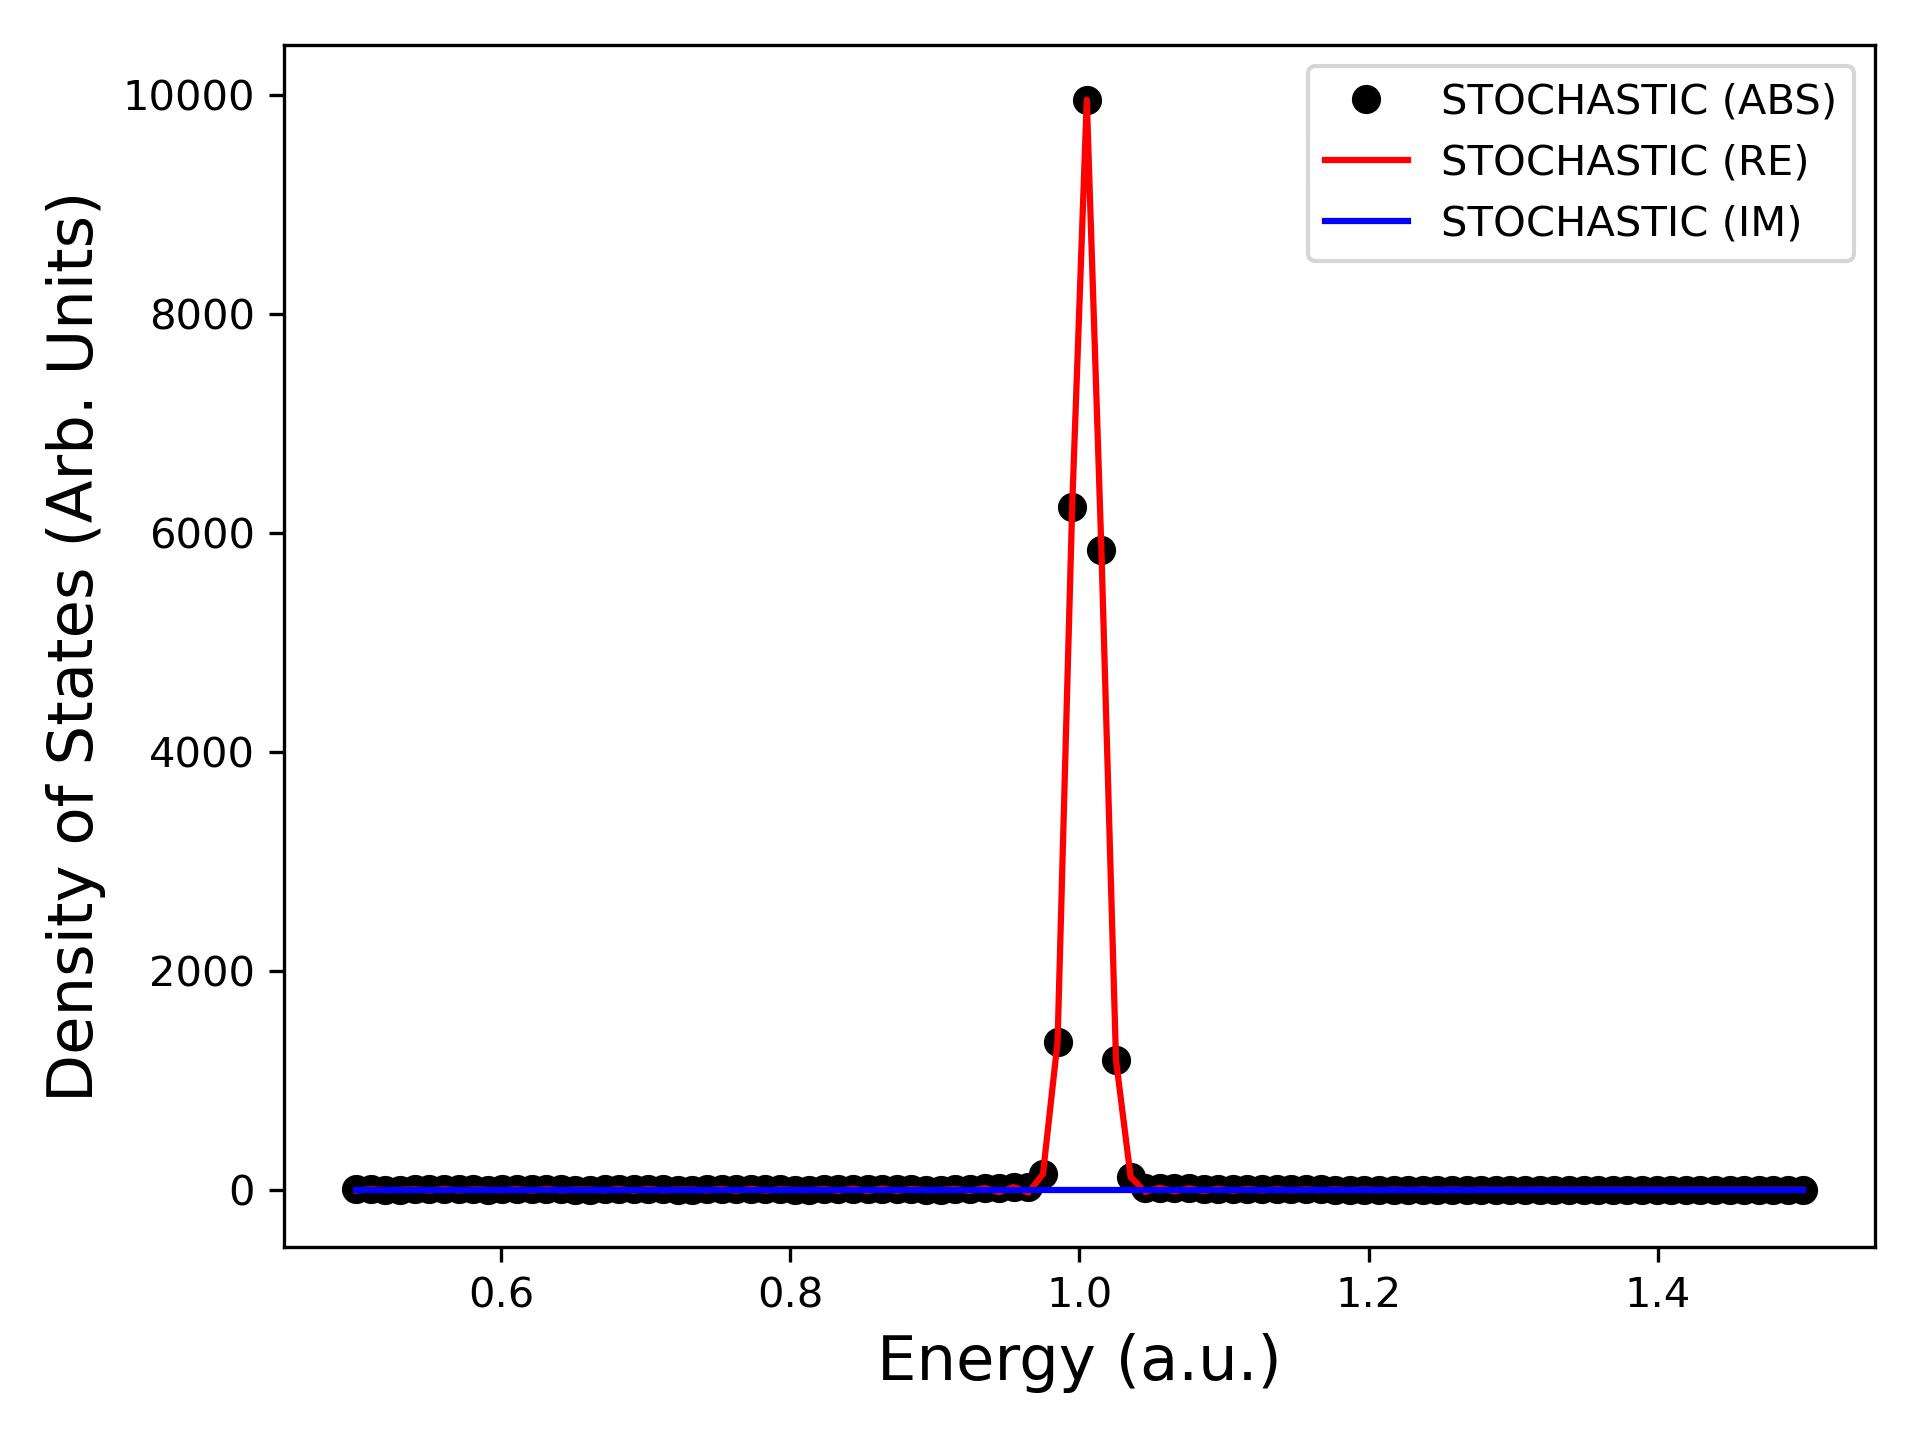 STOCHASTIC (ABS)
STOCHASTIC (RE)
STOCHASTIC (IM)
Density of States (Arb. Units)
10000
8000
6000
4000
2000
0
0.6
0.8
1.0
1.2
1.4
Energy (a.u.)